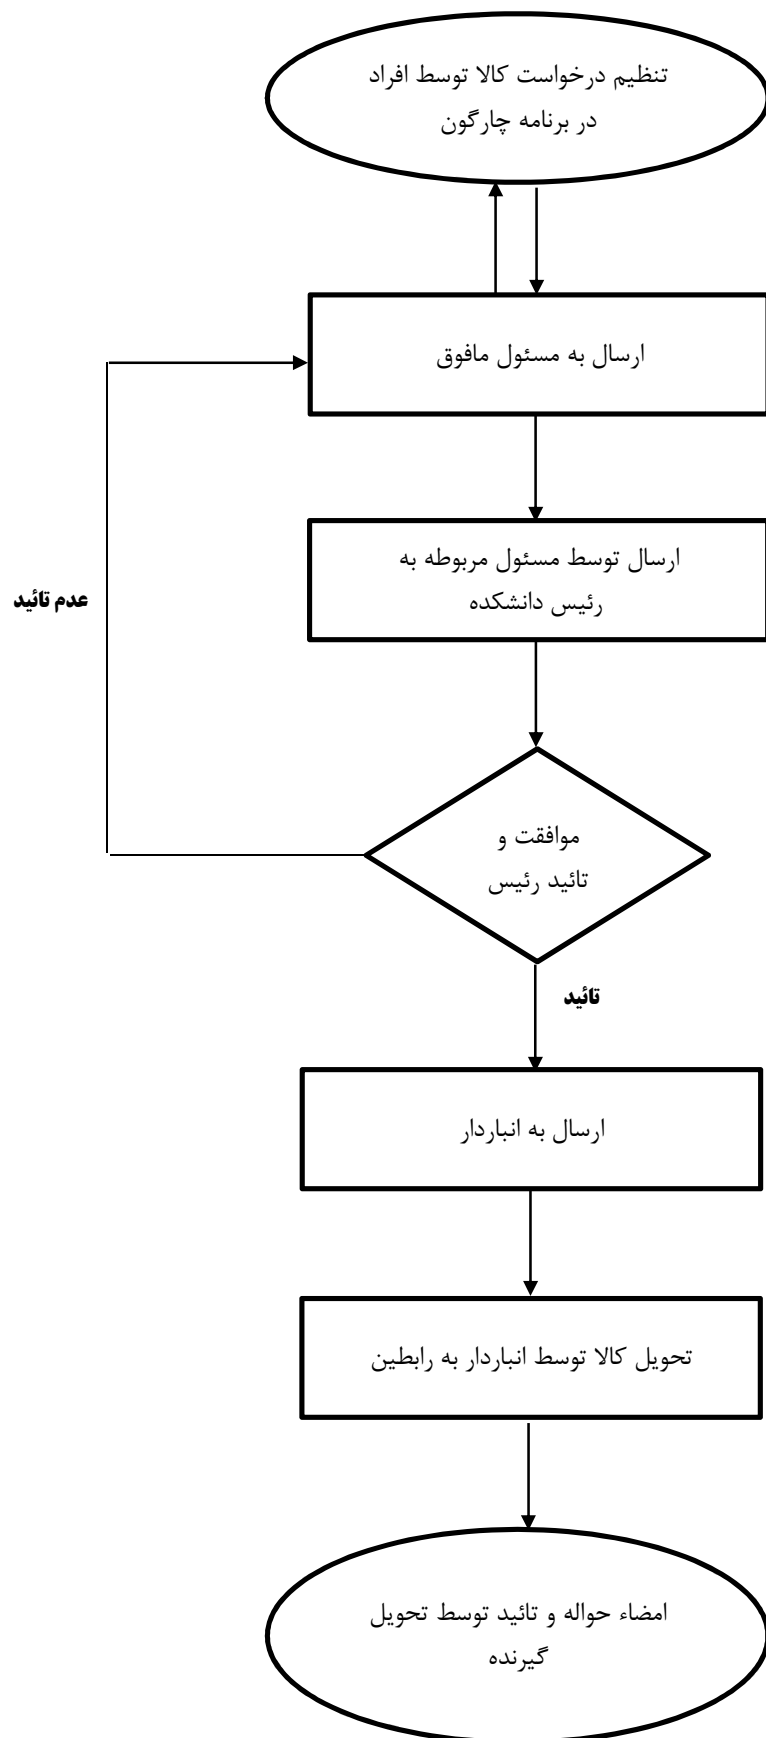 تنظیم درخواست کالا توسط افراد
در برنامه چارگون
ارسال به مسئول مافوق
ارسال توسط مسئول مربوطه به
رئیس دانشکده
عدم تائید
موافقت و
تائید رئیس
تائید
ارسال به انباردار
تحویل کالا توسط انباردار به رابطین
امضاء حواله و تائید توسط تحویل
گیرنده